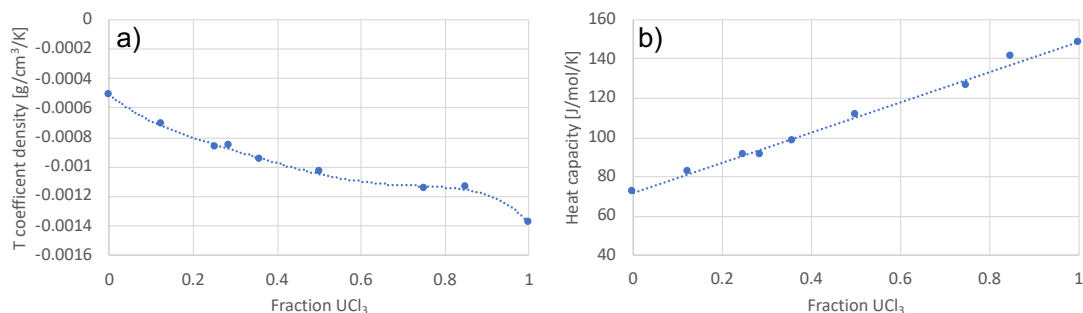 a)
T coefficent density [g/cm³/K]
0
-0.0002
-0.0004
-0.0006
-0.0008
-0.001
-0.0012
-0.0014
-0.0016
0 0.2 0.4 0.6 0.8 1
Fraction UCl₃
b)
Heat capacity [J/mol/K]
160
140
120
100
80
60
40
0 0.2 0.4 0.6 0.8 1
Fraction UCl₃